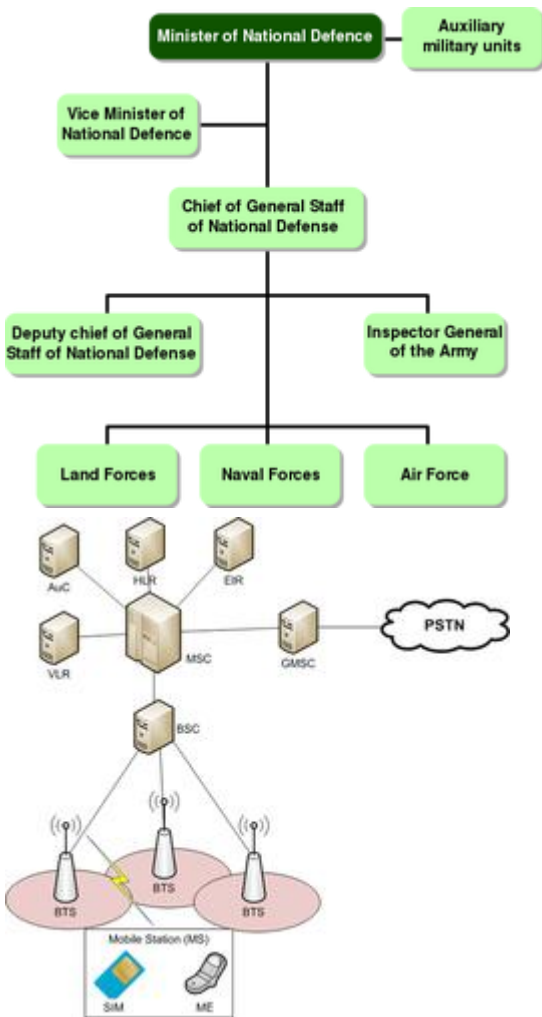 Minister of National Defence
Auxiliary
military units
Vice Minister of
National Defence
Chief of General Staff
of National Defense
Deputy chief of General
Staff of National Defense
Inspector General
of the Army
Land Forces
Naval Forces
Air Force
AuC
HLR
EIR
VLR
MSC
GMSC
PSTN
BSC
BTS
BTS
BTS
Mobile Station (MS)
SIM
ME